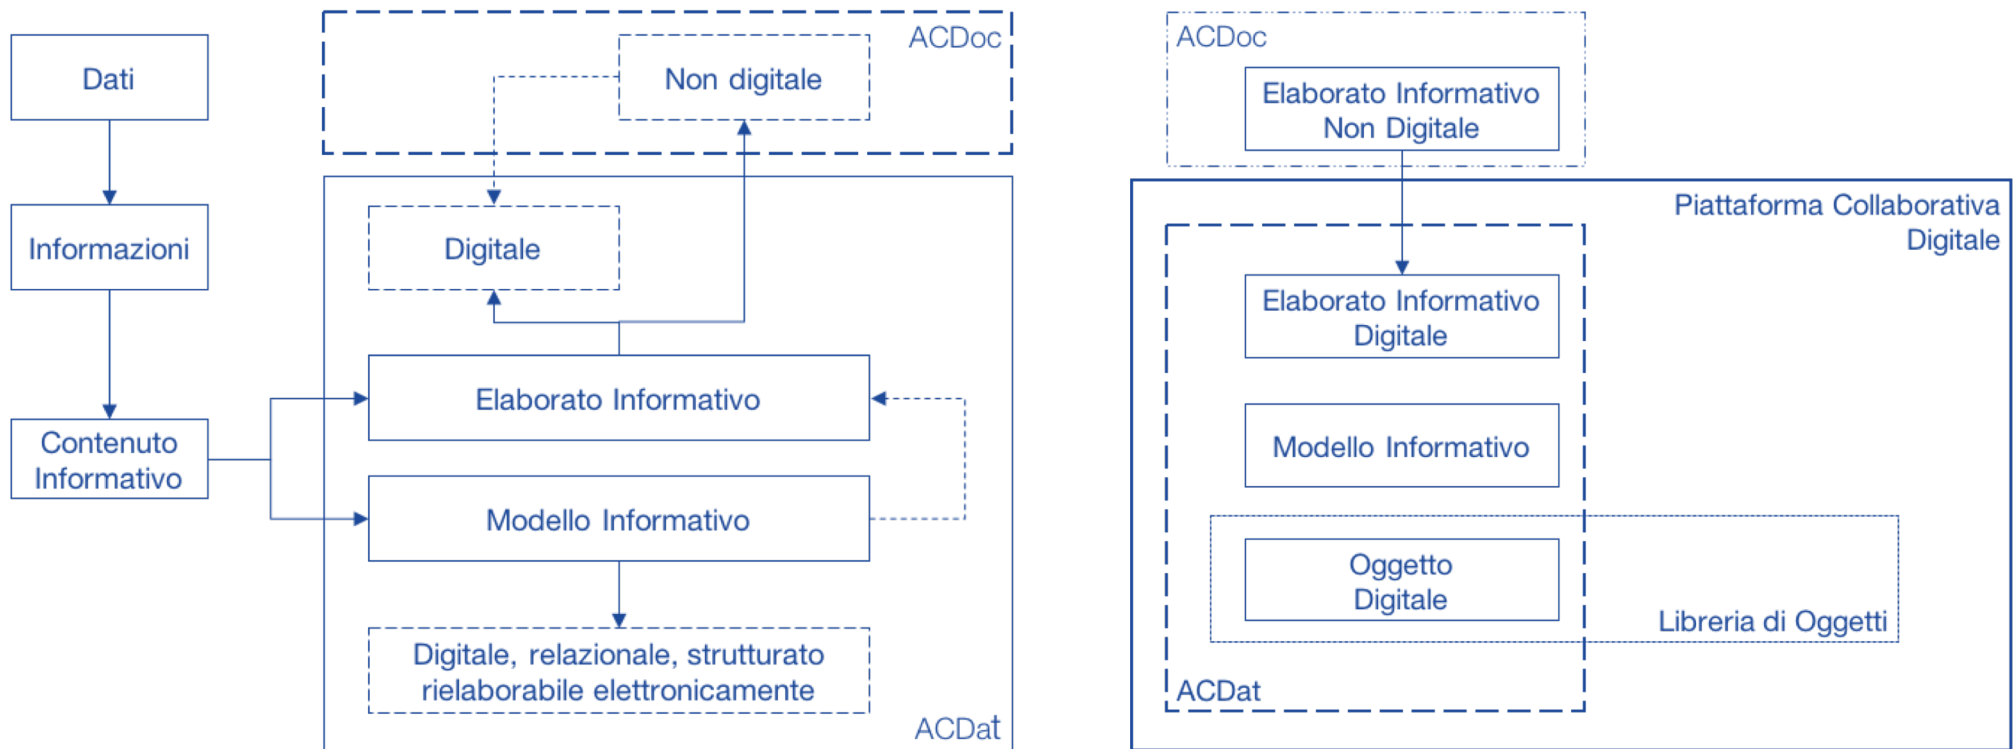 Dati
Informazioni
Contenuto
Informativo
ACDoc
Non digitale
Digitale
Elaborato Informativo
Modello Informativo
Digitale, relazionale, strutturato
rielaborabile elettronicamente
ACDat
ACDoc
Elaborato Informativo
Non Digitale
Piattaforma Collaborativa
Digitale
Elaborato Informativo
Digitale
Modello Informativo
Oggetto
Digitale
Libreria di Oggetti
ACDat